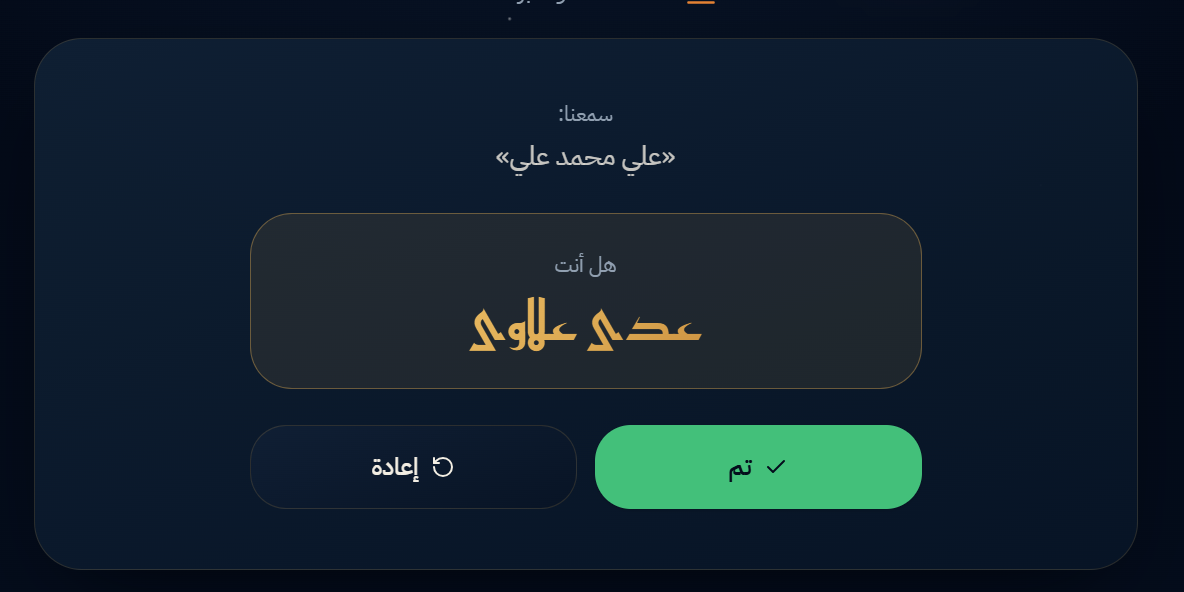 سمعنا:
«علي محمد علي»
هل أنت
عدي علاوي
تم
إعادة